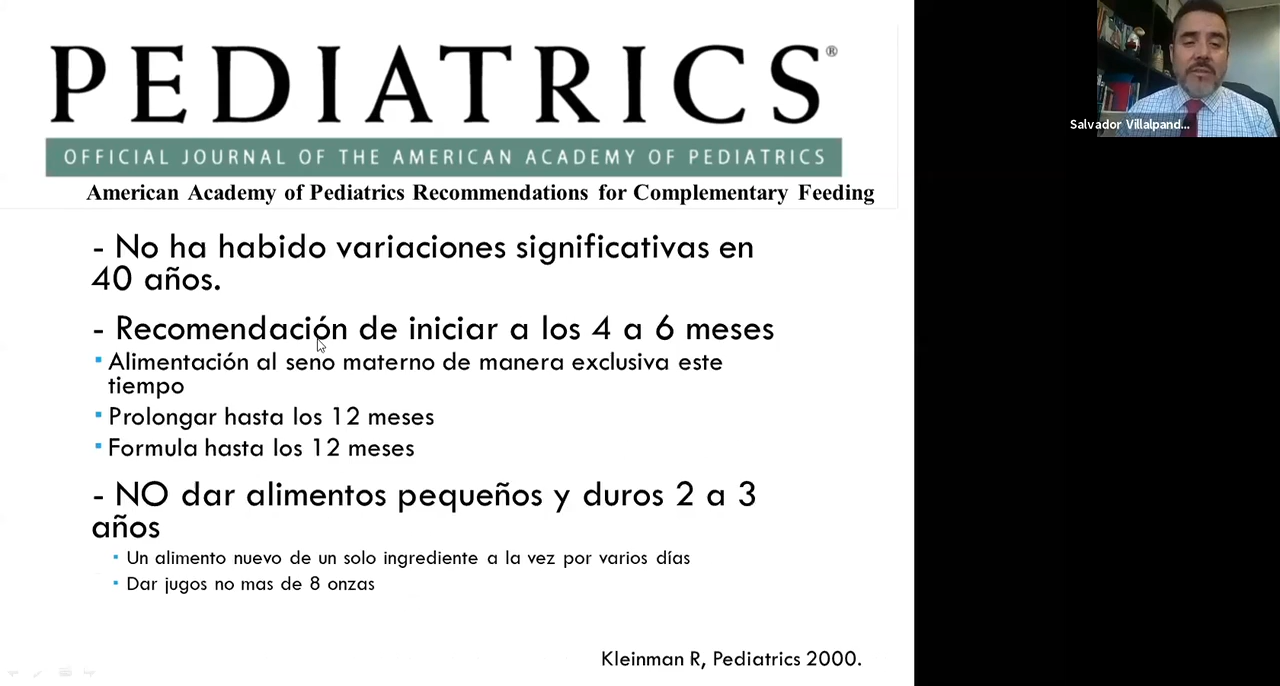 PEDIATRICS®
OFFICIAL JOURNAL OF THE AMERICAN ACADEMY OF PEDIATRICS
American Academy of Pediatrics Recommendations for Complementary Feeding
- No ha habido variaciones significativas en
40 años.
- Recomendación de iniciar a los 4 a 6 meses
▪ Alimentación al seno materno de manera exclusiva este
tiempo
▪ Prolongar hasta los 12 meses
▪ Formula hasta los 12 meses
- NO dar alimentos pequeños y duros 2 a 3
años
▪ Un alimento nuevo de un solo ingrediente a la vez por varios días
▪ Dar jugos no mas de 8 onzas
Kleinman R, Pediatrics 2000.
Salvador Villalpand...